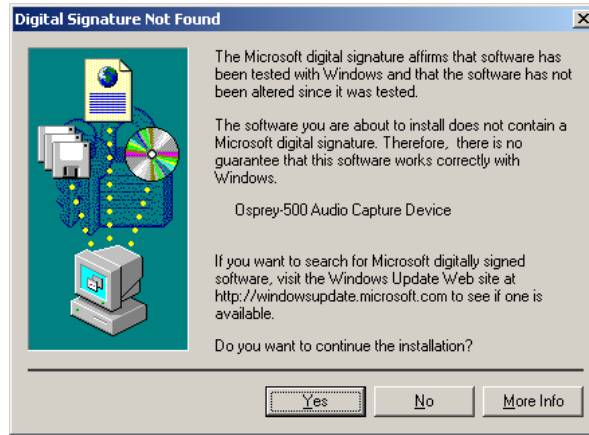 Digital Signature Not Found
The Microsoft digital signature affirms that software has
been tested with Windows and that the software has not
been altered since it was tested.
The software you are about to install does not contain a
Microsoft digital signature. Therefore, there is no
guarantee that this software works correctly with
Windows.
Osprey-500 Audio Capture Device
If you want to search for Microsoft digitally signed
software, visit the Windows Update Web site at
http://windowsupdate.microsoft.com to see if one is
available.
Do you want to continue the installation?
Yes No More Info